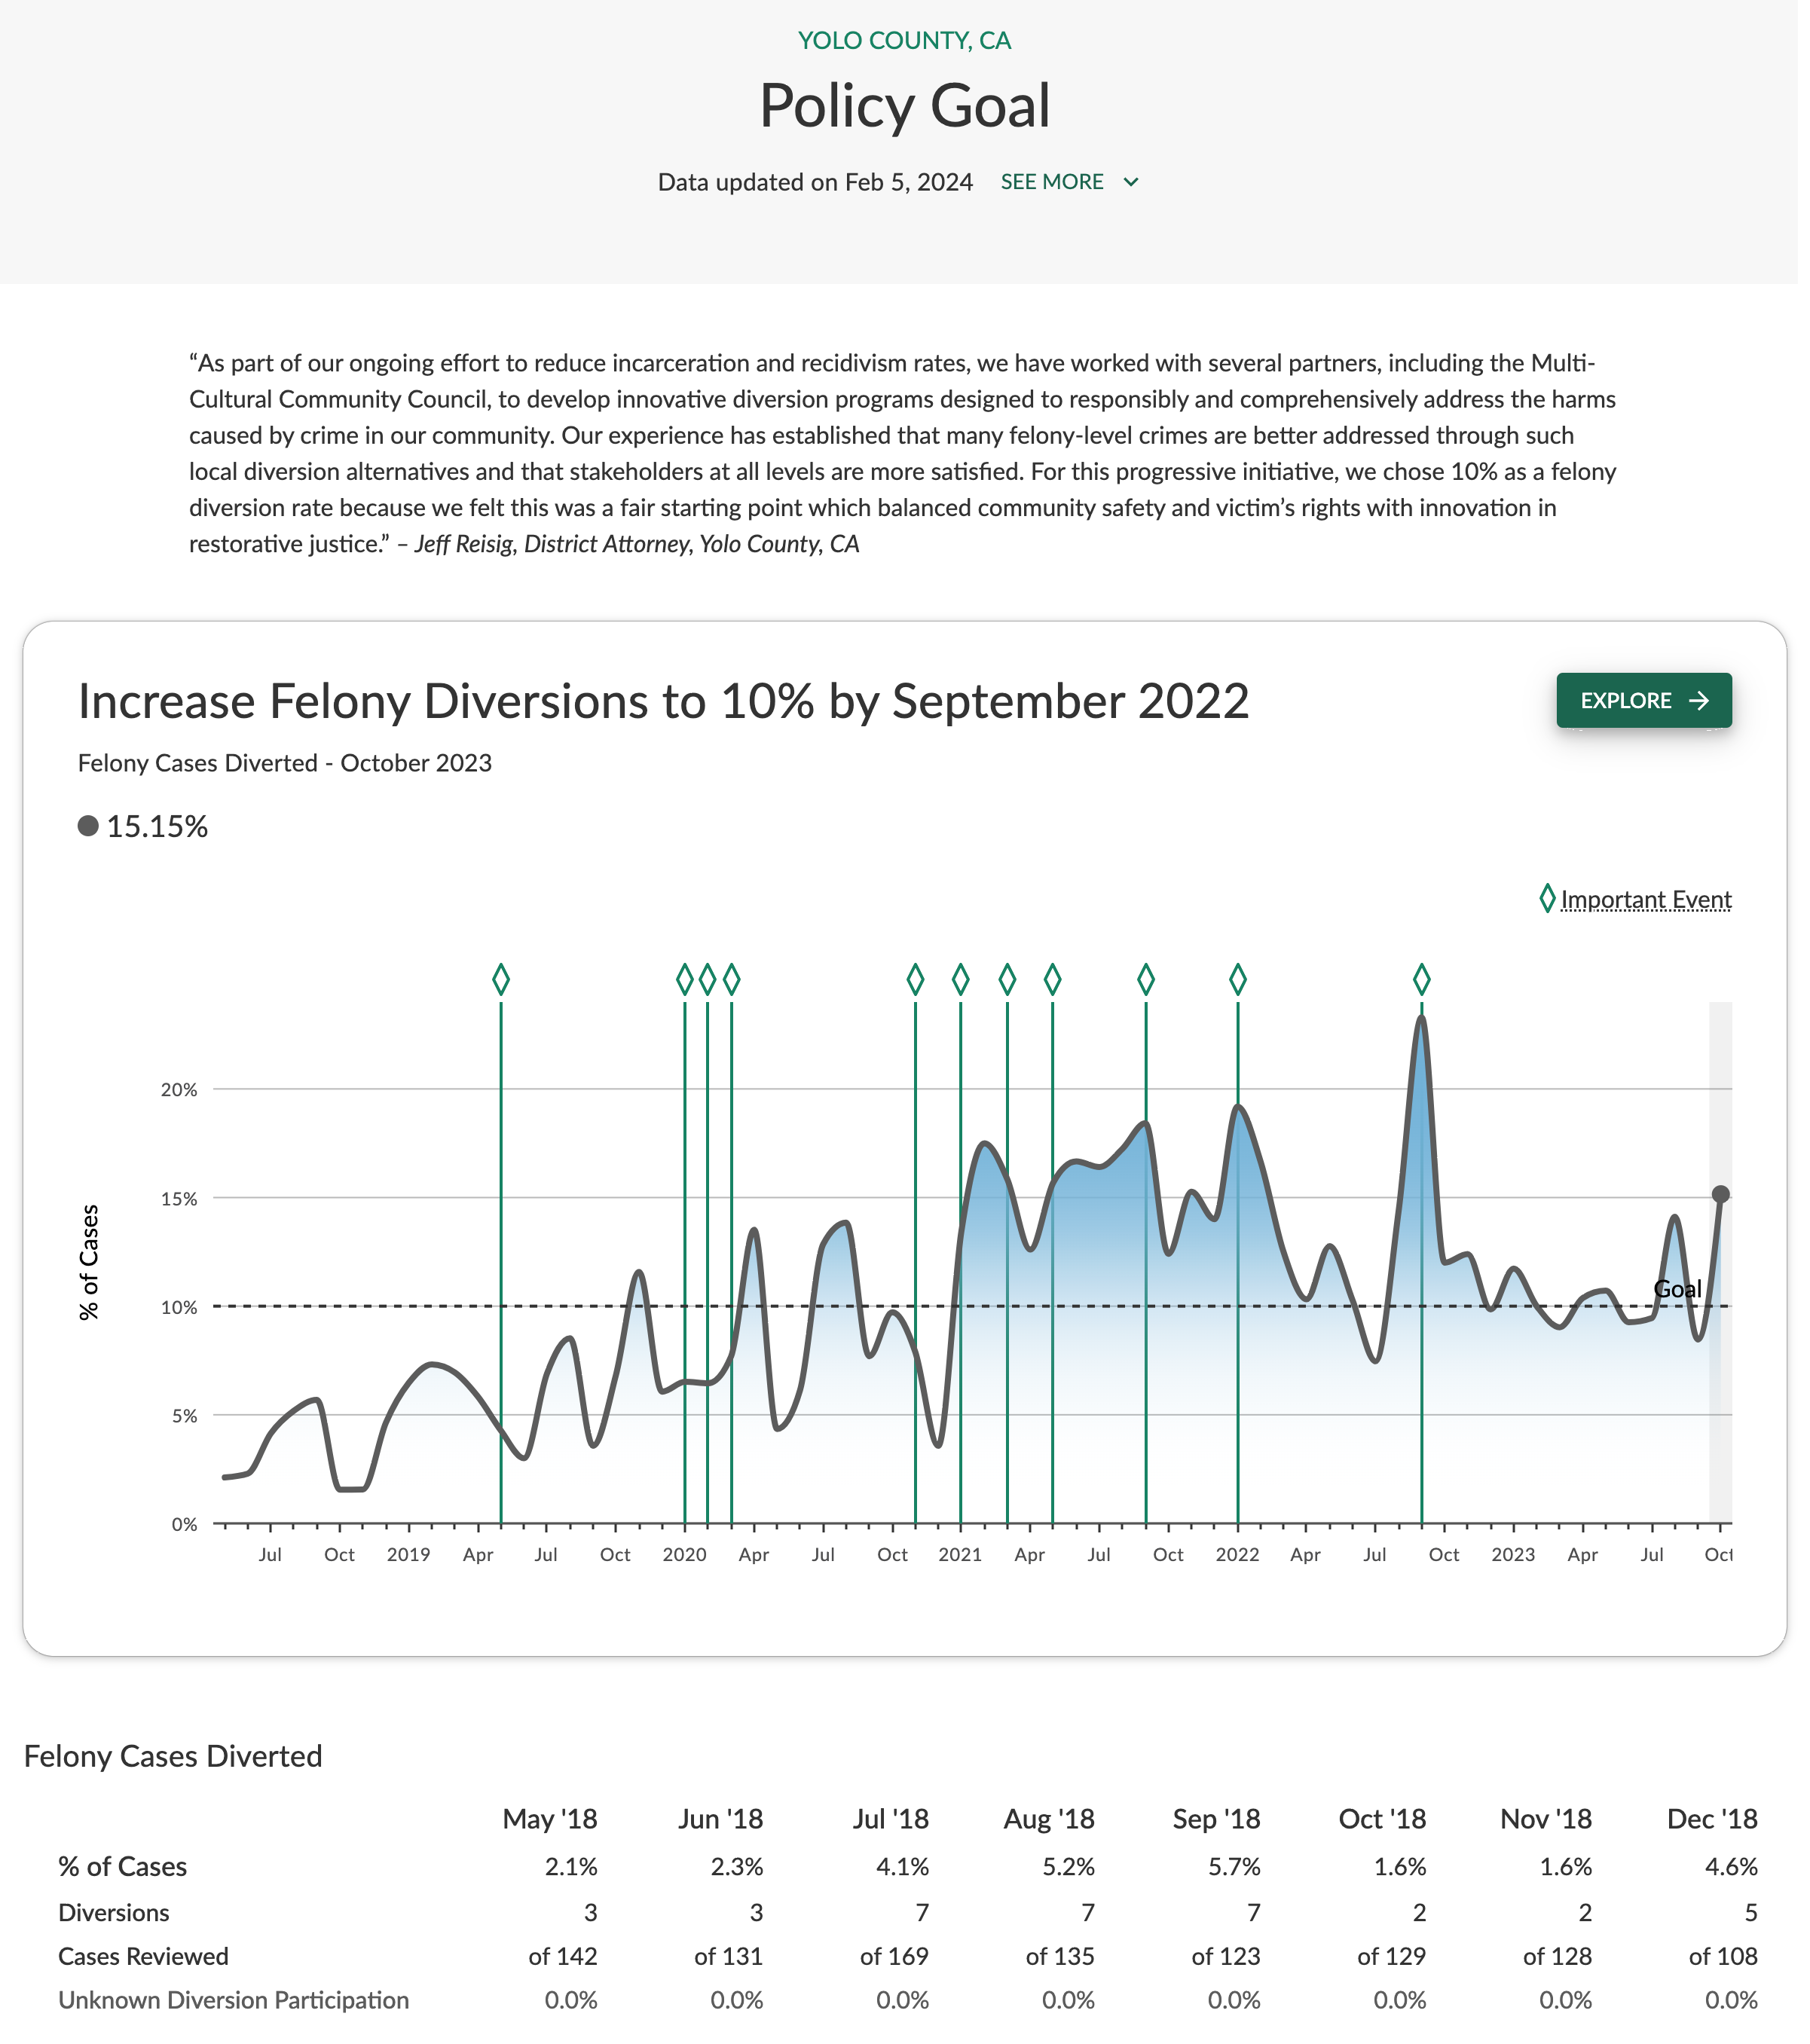 YOLO COUNTY, CA
Policy Goal
Data updated on Feb 5, 2024 SEE MORE
“As part of our ongoing effort to reduce incarceration and recidivism rates, we have worked with several partners, including the Multi-
Cultural Community Council, to develop innovative diversion programs designed to responsibly and comprehensively address the harms
caused by crime in our community. Our experience has established that many felony-level crimes are better addressed through such
local diversion alternatives and that stakeholders at all levels are more satisfied. For this progressive initiative, we chose 10% as a felony
diversion rate because we felt this was a fair starting point which balanced community safety and victim’s rights with innovation in
restorative justice.” – Jeff Reisig, District Attorney, Yolo County, CA
Increase Felony Diversions to 10% by September 2022
EXPLORE
Felony Cases Diverted - October 2023
15.15%
Important Event
% of Cases
20%
15%
10%
5%
0%
Goal
Jul Oct 2019 Apr Jul Oct 2020 Apr Jul Oct 2021 Apr Jul Oct 2022 Apr Jul Oct 2023 Apr Jul Oct
Felony Cases Diverted
May '18 Jun '18 Jul '18 Aug '18 Sep '18 Oct '18 Nov '18 Dec '18
% of Cases 2.1% 2.3% 4.1% 5.2% 5.7% 1.6% 1.6% 4.6%
Diversions 3 3 7 7 7 2 2 5
Cases Reviewed of 142 of 131 of 169 of 135 of 123 of 129 of 128 of 108
Unknown Diversion Participation 0.0% 0.0% 0.0% 0.0% 0.0% 0.0% 0.0% 0.0%